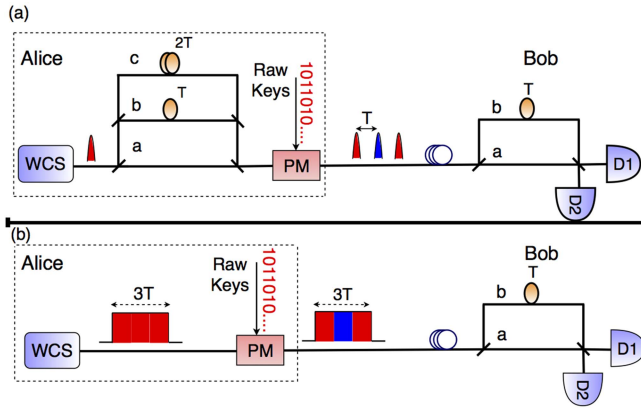 (a)
Alice
Bob
c
2T
b
T
a
Raw
Keys
1011010...
WCS
PM
T
b
T
a
D1
D2
(b)
Alice
Bob
3T
Raw
Keys
1011010...
3T
WCS
PM
T
b
a
D1
D2